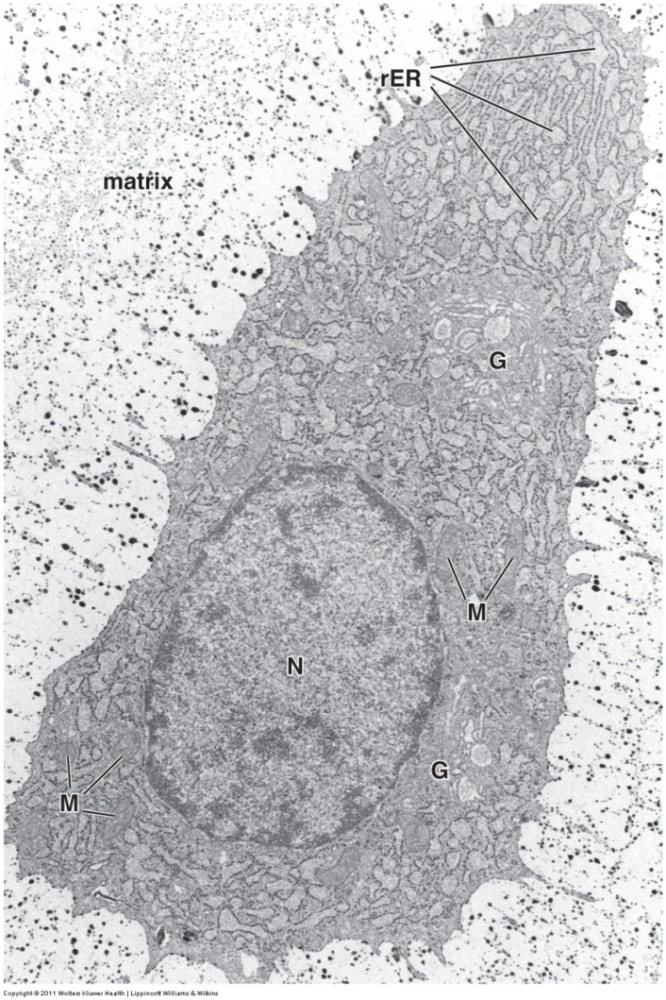 rER
matrix
G
M
N
G
M
Copyright © 2011 Wolters Kluwer Health | Lippincott Williams & Wilkins